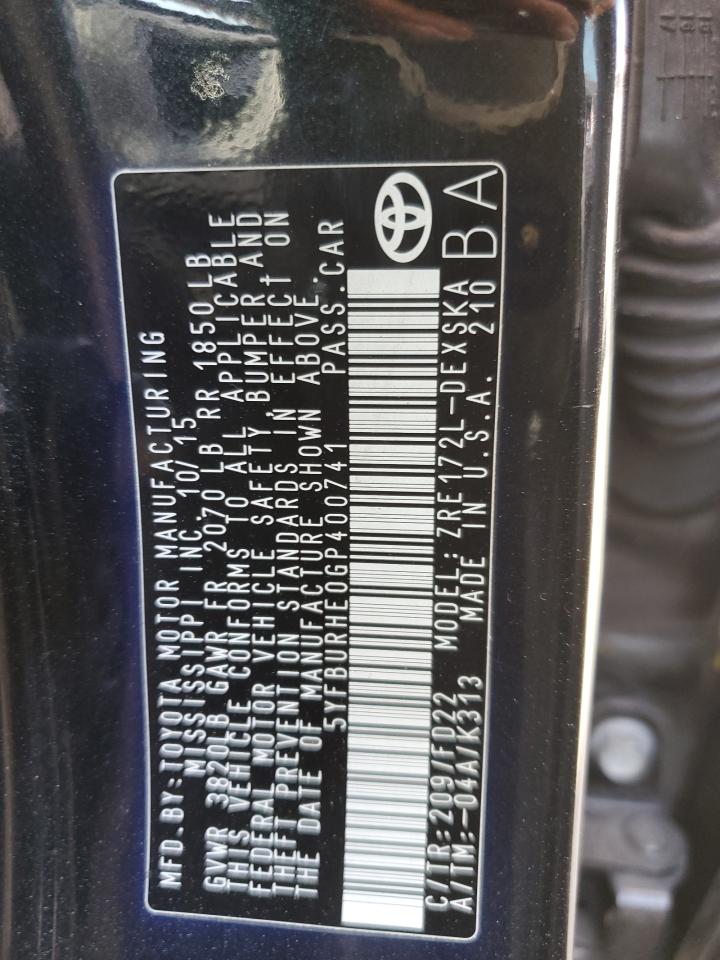 MFD.BY:TOYOTA MOTOR MANUFACTURING
MISSISSIPPI INC. 10/15
GVWR 3820LB GAWR FR 2070 LB RR 1850 LB
THIS VEHICLE CONFORMS TO ALL APPLICABLE
FEDERAL MOTOR VEHICLE SAFETY,BUMPER,AND
THEFT PREVENTION STANDARDS IN EFFECT ON
THE DATE OF MANUFACTURE SHOWN ABOVE.
5YFBURHE0GP400741 PASS.CAR
C/TR:209/FD22 MODEL:ZRE172L-DEXSKA
A/TM:-04A/K313 MADE IN U.S.A. 210
BA